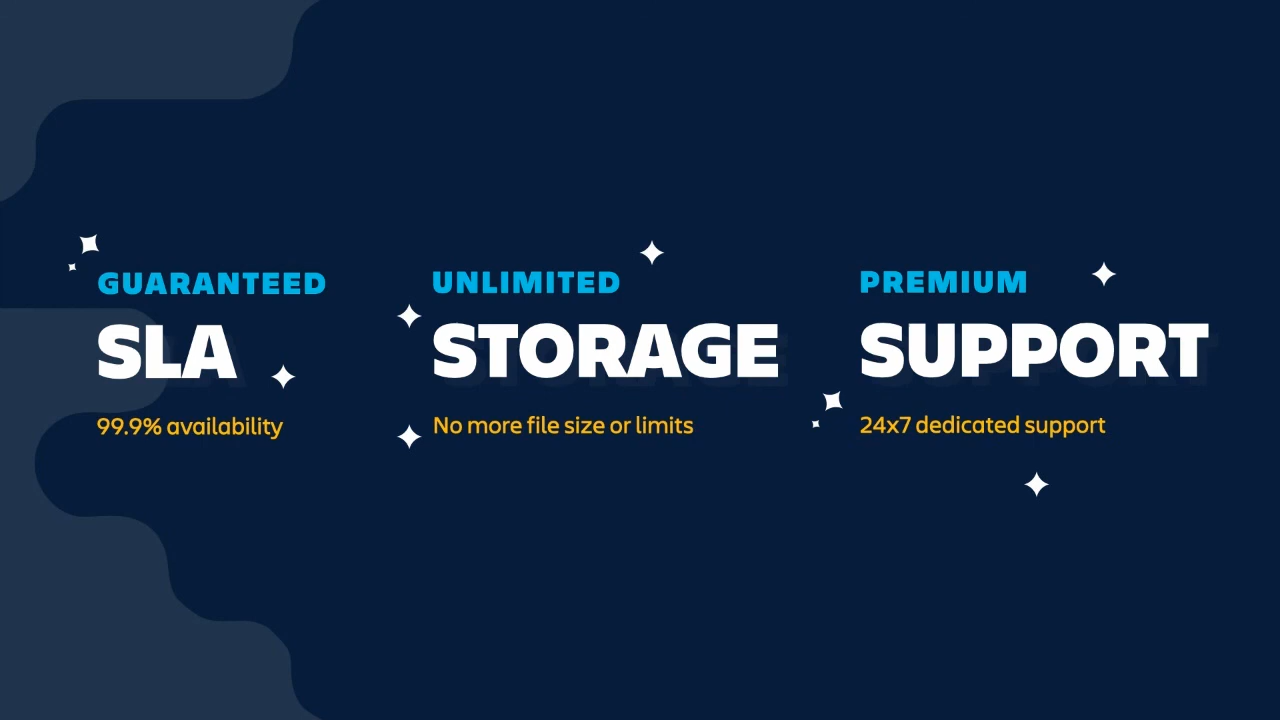 GUARANTEED
SLA
99.9% availability
UNLIMITED
STORAGE
No more file size or limits
PREMIUM
SUPPORT
24x7 dedicated support